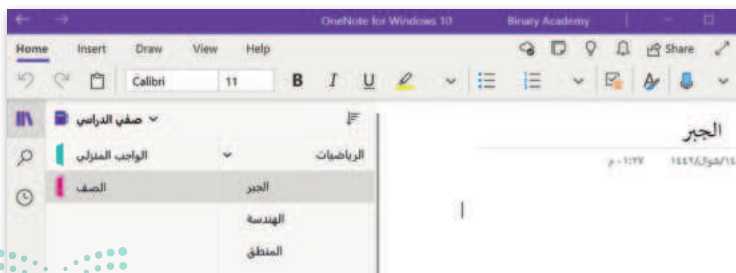 OneNote for Windows 10
Binary Academy
Home Insert Draw View Help
Share
Calibri 11 B I U
صفي الدراسي
الواجب المنزلي
الرياضيات
الصف
الجبر
الهندسة
المنطق
الجبر